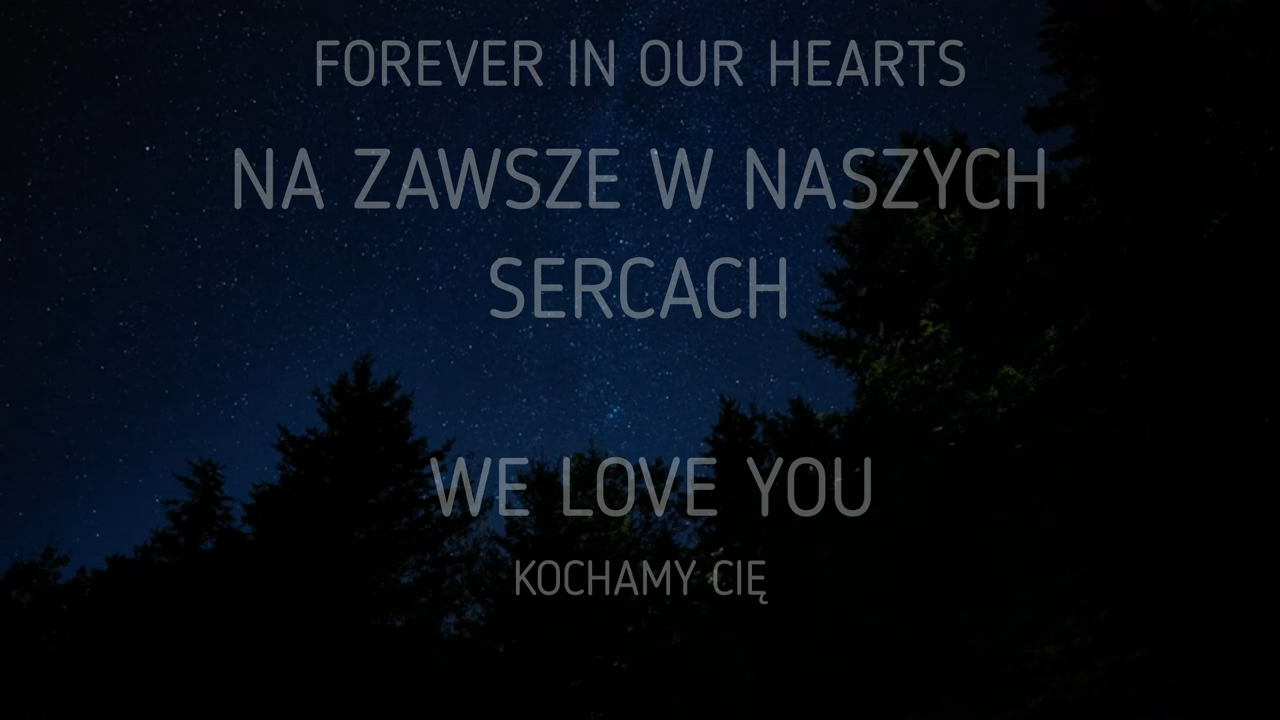 FOREVER IN OUR HEARTS
NA ZAWSZE W NASZYCH
SERCACH
WE LOVE YOU
KOCHAMY CIĘ